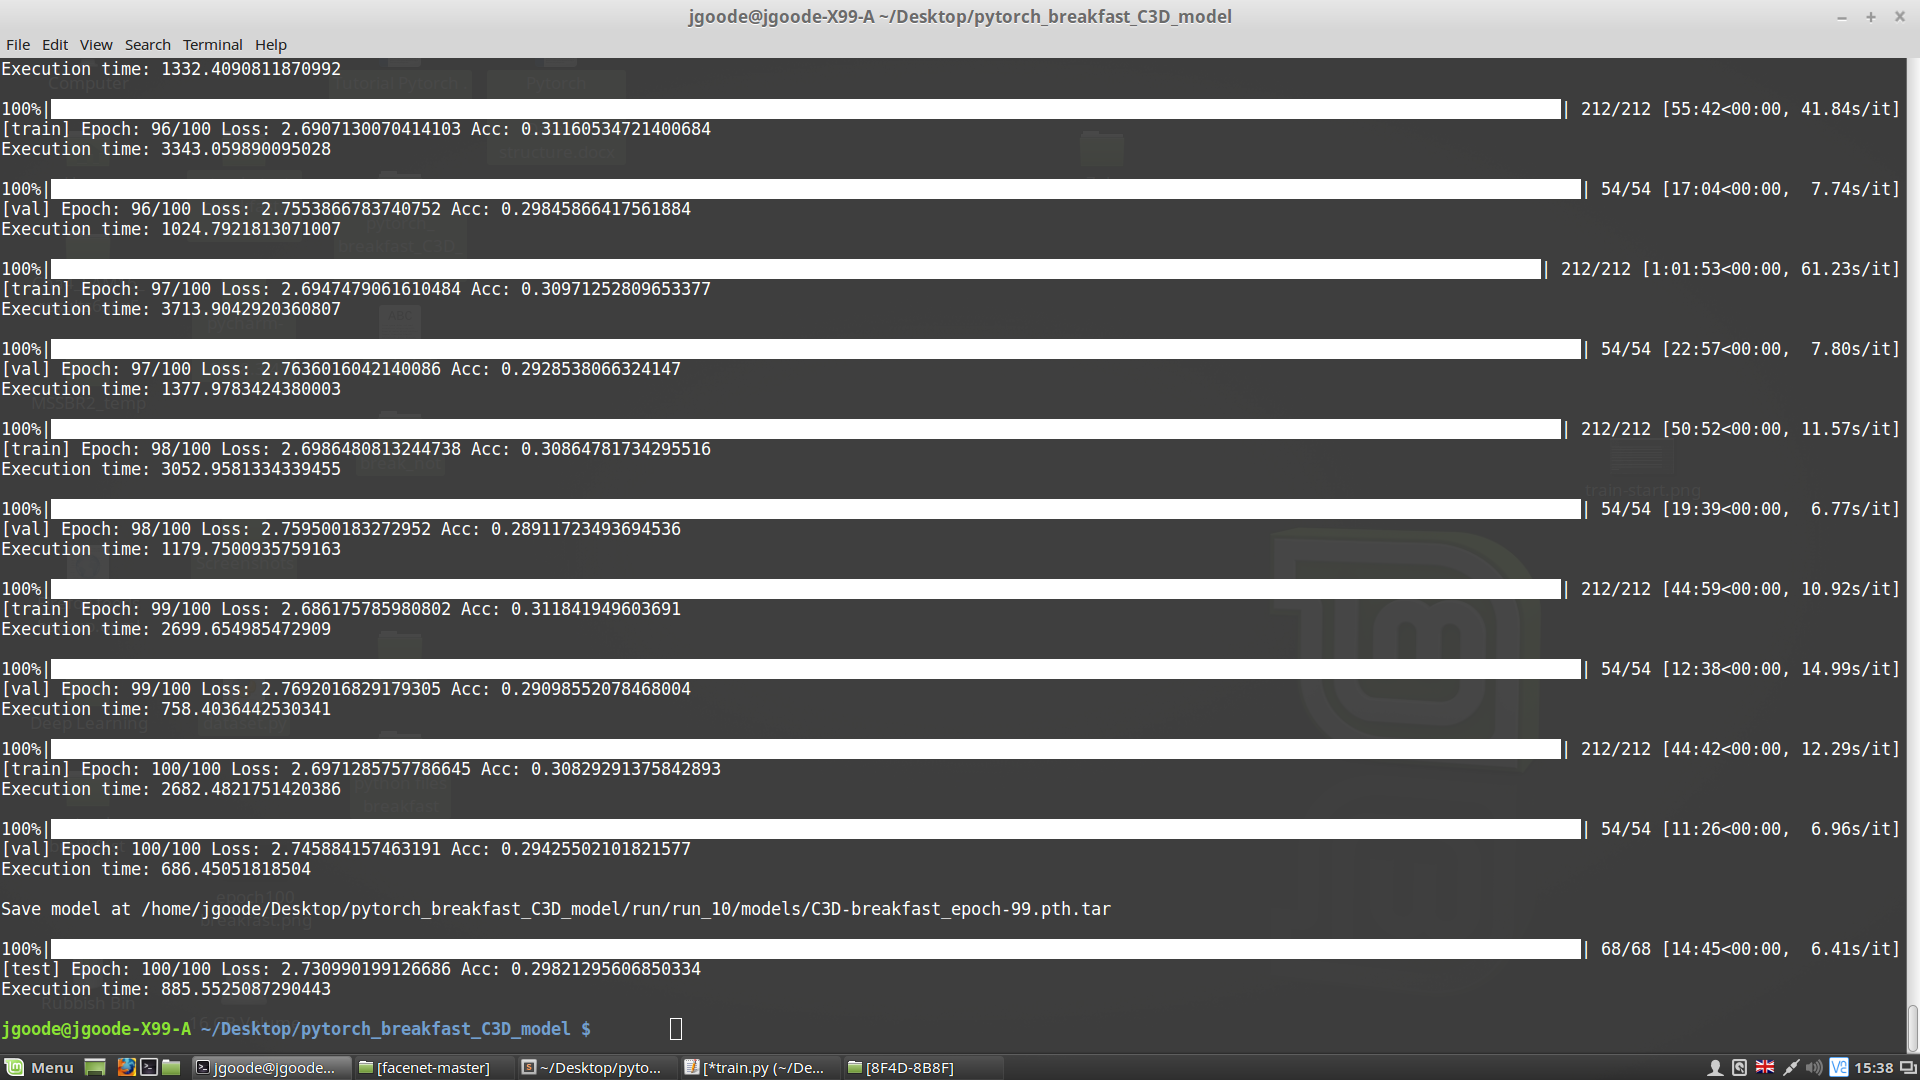 jgoode@jgoode-X99-A ~/Desktop/pytorch_breakfast_C3D_model
File Edit View Search Terminal Help
Execution time: 1332.4090811870992
100%| | 212/212 [55:42<00:00, 41.84s/it]
[train] Epoch: 96/100 Loss: 2.6907130070414103 Acc: 0.31160534721400684
Execution time: 3343.059890095028
100%| | 54/54 [17:04<00:00, 7.74s/it]
[val] Epoch: 96/100 Loss: 2.7553866783740752 Acc: 0.29845866417561884
Execution time: 1024.7921813071007
100%| | 212/212 [1:01:53<00:00, 61.23s/it]
[train] Epoch: 97/100 Loss: 2.6947479061610484 Acc: 0.30971252809653377
Execution time: 3713.9042920360807
100%| | 54/54 [22:57<00:00, 7.80s/it]
[val] Epoch: 97/100 Loss: 2.7636016042140086 Acc: 0.2928538066324147
Execution time: 1377.9783424380003
100%| | 212/212 [50:52<00:00, 11.57s/it]
[train] Epoch: 98/100 Loss: 2.6986480813244738 Acc: 0.30864781734295516
Execution time: 3052.9581334339455
100%| | 54/54 [19:39<00:00, 6.77s/it]
[val] Epoch: 98/100 Loss: 2.759500183272952 Acc: 0.28911723493694536
Execution time: 1179.7500935759163
100%| | 212/212 [44:59<00:00, 10.92s/it]
[train] Epoch: 99/100 Loss: 2.686175785980802 Acc: 0.311841949603691
Execution time: 2699.654985472909
100%| | 54/54 [12:38<00:00, 14.99s/it]
[val] Epoch: 99/100 Loss: 2.7692016829179305 Acc: 0.29098552078468004
Execution time: 758.4036442530341
100%| | 212/212 [44:42<00:00, 12.29s/it]
[train] Epoch: 100/100 Loss: 2.6971285757786645 Acc: 0.30829291375842893
Execution time: 2682.4821751420386
100%| | 54/54 [11:26<00:00, 6.96s/it]
[val] Epoch: 100/100 Loss: 2.745884157463191 Acc: 0.29425502101821577
Execution time: 686.45051818504
Save model at /home/jgoode/Desktop/pytorch_breakfast_C3D_model/run/run_10/models/C3D-breakfast_epoch-99.pth.tar
100%| | 68/68 [14:45<00:00, 6.41s/it]
[test] Epoch: 100/100 Loss: 2.730990199126686 Acc: 0.29821295606850334
Execution time: 885.5525087290443
jgoode@jgoode-X99-A ~/Desktop/pytorch_breakfast_C3D_model $
Menu jgoode@jgoode... [facenet-master] ~/Desktop/pyto... [*train.py (~/De... [8F4D-8B8F] 15:38